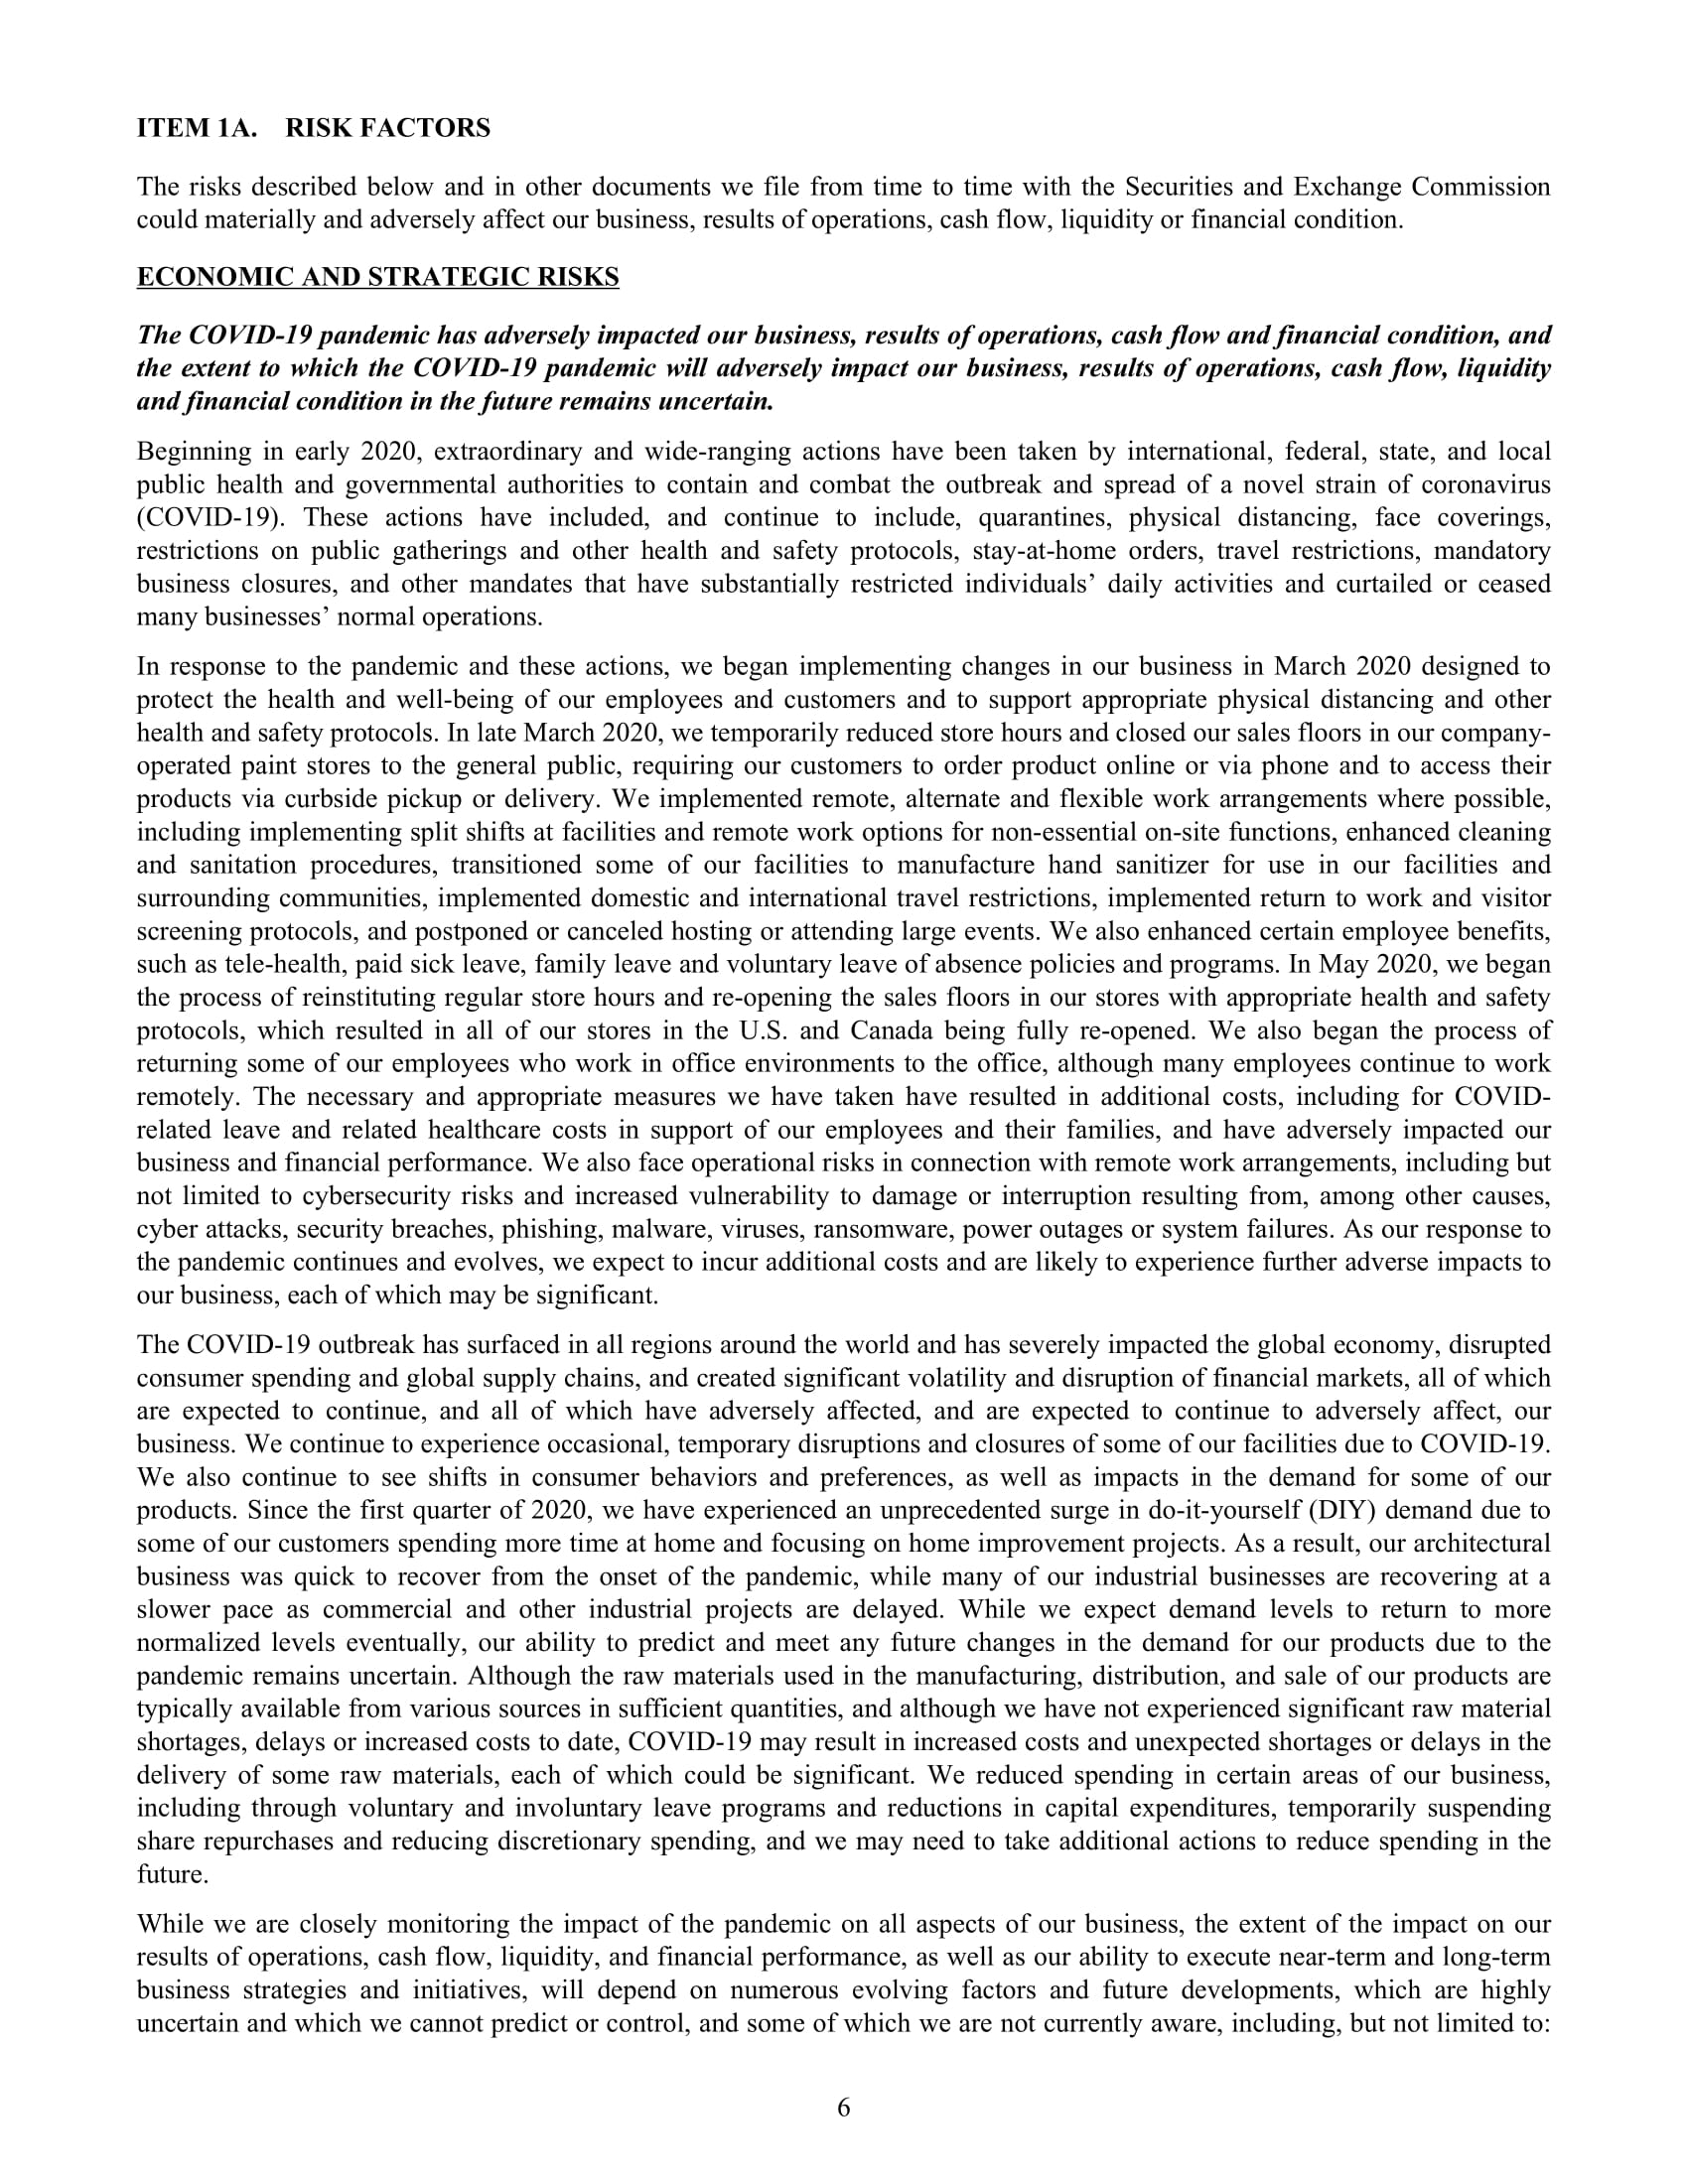 ITEM 1A. RISK FACTORS
The risks described below and in other documents we file from time to time with the Securities and Exchange Commission
could materially and adversely affect our business, results of operations, cash flow, liquidity or financial condition.
ECONOMIC AND STRATEGIC RISKS
The COVID-19 pandemic has adversely impacted our business, results of operations, cash flow and financial condition, and
the extent to which the COVID-19 pandemic will adversely impact our business, results of operations, cash flow, liquidity
and financial condition in the future remains uncertain.
Beginning in early 2020, extraordinary and wide-ranging actions have been taken by international, federal, state, and local
public health and governmental authorities to contain and combat the outbreak and spread of a novel strain of coronavirus
(COVID-19). These actions have included, and continue to include, quarantines, physical distancing, face coverings,
restrictions on public gatherings and other health and safety protocols, stay-at-home orders, travel restrictions, mandatory
business closures, and other mandates that have substantially restricted individuals’ daily activities and curtailed or ceased
many businesses’ normal operations.
In response to the pandemic and these actions, we began implementing changes in our business in March 2020 designed to
protect the health and well-being of our employees and customers and to support appropriate physical distancing and other
health and safety protocols. In late March 2020, we temporarily reduced store hours and closed our sales floors in our company-
operated paint stores to the general public, requiring our customers to order product online or via phone and to access their
products via curbside pickup or delivery. We implemented remote, alternate and flexible work arrangements where possible,
including implementing split shifts at facilities and remote work options for non-essential on-site functions, enhanced cleaning
and sanitation procedures, transitioned some of our facilities to manufacture hand sanitizer for use in our facilities and
surrounding communities, implemented domestic and international travel restrictions, implemented return to work and visitor
screening protocols, and postponed or canceled hosting or attending large events. We also enhanced certain employee benefits,
such as tele-health, paid sick leave, family leave and voluntary leave of absence policies and programs. In May 2020, we began
the process of reinstituting regular store hours and re-opening the sales floors in our stores with appropriate health and safety
protocols, which resulted in all of our stores in the U.S. and Canada being fully re-opened. We also began the process of
returning some of our employees who work in office environments to the office, although many employees continue to work
remotely. The necessary and appropriate measures we have taken have resulted in additional costs, including for COVID-
related leave and related healthcare costs in support of our employees and their families, and have adversely impacted our
business and financial performance. We also face operational risks in connection with remote work arrangements, including but
not limited to cybersecurity risks and increased vulnerability to damage or interruption resulting from, among other causes,
cyber attacks, security breaches, phishing, malware, viruses, ransomware, power outages or system failures. As our response to
the pandemic continues and evolves, we expect to incur additional costs and are likely to experience further adverse impacts to
our business, each of which may be significant.
The COVID-19 outbreak has surfaced in all regions around the world and has severely impacted the global economy, disrupted
consumer spending and global supply chains, and created significant volatility and disruption of financial markets, all of which
are expected to continue, and all of which have adversely affected, and are expected to continue to adversely affect, our
business. We continue to experience occasional, temporary disruptions and closures of some of our facilities due to COVID-19.
We also continue to see shifts in consumer behaviors and preferences, as well as impacts in the demand for some of our
products. Since the first quarter of 2020, we have experienced an unprecedented surge in do-it-yourself (DIY) demand due to
some of our customers spending more time at home and focusing on home improvement projects. As a result, our architectural
business was quick to recover from the onset of the pandemic, while many of our industrial businesses are recovering at a
slower pace as commercial and other industrial projects are delayed. While we expect demand levels to return to more
normalized levels eventually, our ability to predict and meet any future changes in the demand for our products due to the
pandemic remains uncertain. Although the raw materials used in the manufacturing, distribution, and sale of our products are
typically available from various sources in sufficient quantities, and although we have not experienced significant raw material
shortages, delays or increased costs to date, COVID-19 may result in increased costs and unexpected shortages or delays in the
delivery of some raw materials, each of which could be significant. We reduced spending in certain areas of our business,
including through voluntary and involuntary leave programs and reductions in capital expenditures, temporarily suspending
share repurchases and reducing discretionary spending, and we may need to take additional actions to reduce spending in the
future.
While we are closely monitoring the impact of the pandemic on all aspects of our business, the extent of the impact on our
results of operations, cash flow, liquidity, and financial performance, as well as our ability to execute near-term and long-term
business strategies and initiatives, will depend on numerous evolving factors and future developments, which are highly
uncertain and which we cannot predict or control, and some of which we are not currently aware, including, but not limited to:
6